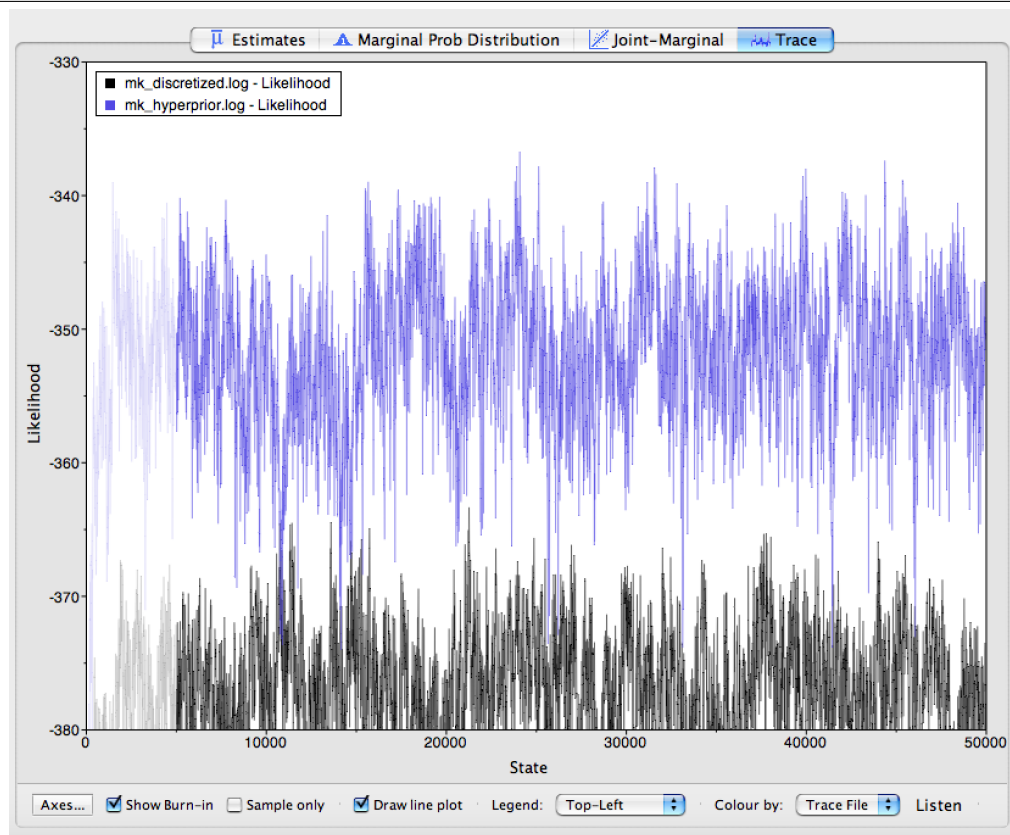 Estimates Marginal Prob Distribution Joint-Marginal Trace
mk_discretized.log - Likelihood
mk_hyperprior.log - Likelihood
-330
-340
-350
-360
-370
-380
Likelihood
0 10000 20000 30000 40000 50000
State
Axes... Show Burn-in Sample only Draw line plot Legend: Top-Left Colour by: Trace File Listen